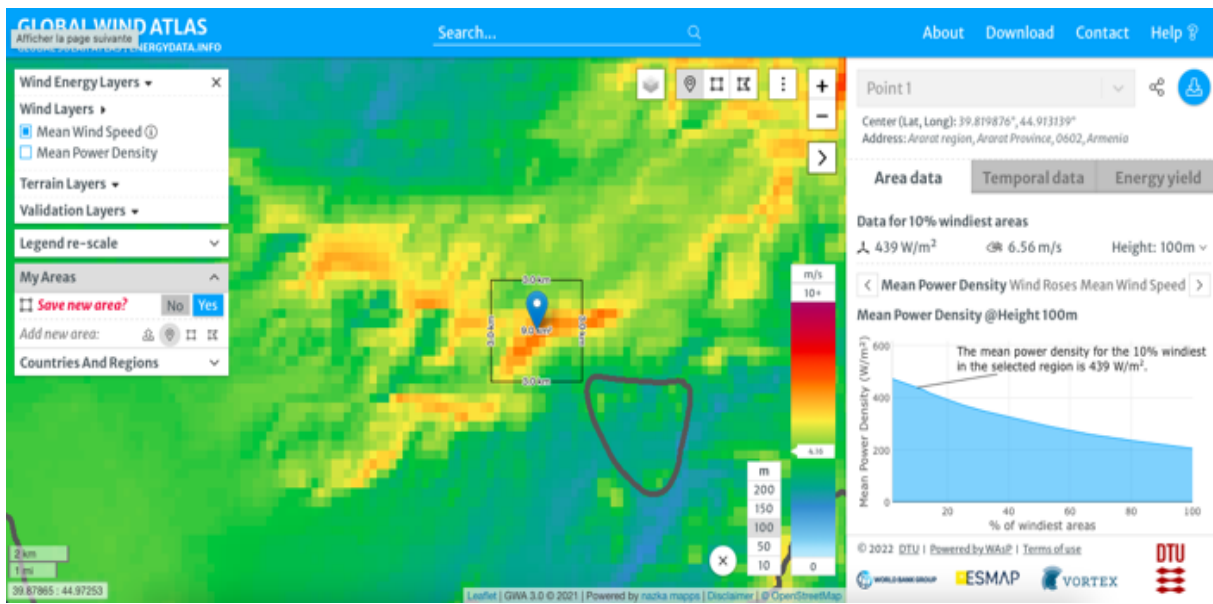 GLOBAL WIND ATLAS
Afficher la page suivante
ENERGYDATA.INFO
Search...
About Download Contact Help
Wind Energy Layers
Wind Layers
Mean Wind Speed
Mean Power Density
Terrain Layers
Validation Layers
Legend re-scale
My Areas
Save new area? No Yes
Add new area:
Countries And Regions
3.0 km
3.0 km
9.0 km²
3.0 km
3.0 km
m/s
10+
4.16
0
m
200
150
100
50
10
2 km
1 mi
39.87865 : 44.97253
Leaflet | GWA 3.0 © 2021 | Powered by nazka mapps | Disclaimer | © OpenStreetMap
Point 1
Center (Lat, Long): 39.819876°, 44.913139°
Address: Ararat region, Ararat Province, 0602, Armenia
Area data Temporal data Energy yield
Data for 10% windiest areas
439 W/m² 6.56 m/s Height: 100m
Mean Power Density Wind Roses Mean Wind Speed
Mean Power Density @Height 100m
The mean power density for the 10% windiest
in the selected region is 439 W/m².
Mean Power Density (W/m²)
600
400
200
0
20 40 60 80 100
% of windiest areas
© 2022 DTU | Powered by WAsP | Terms of use
WORLD BANK GROUP ESMAP VORTEX DTU